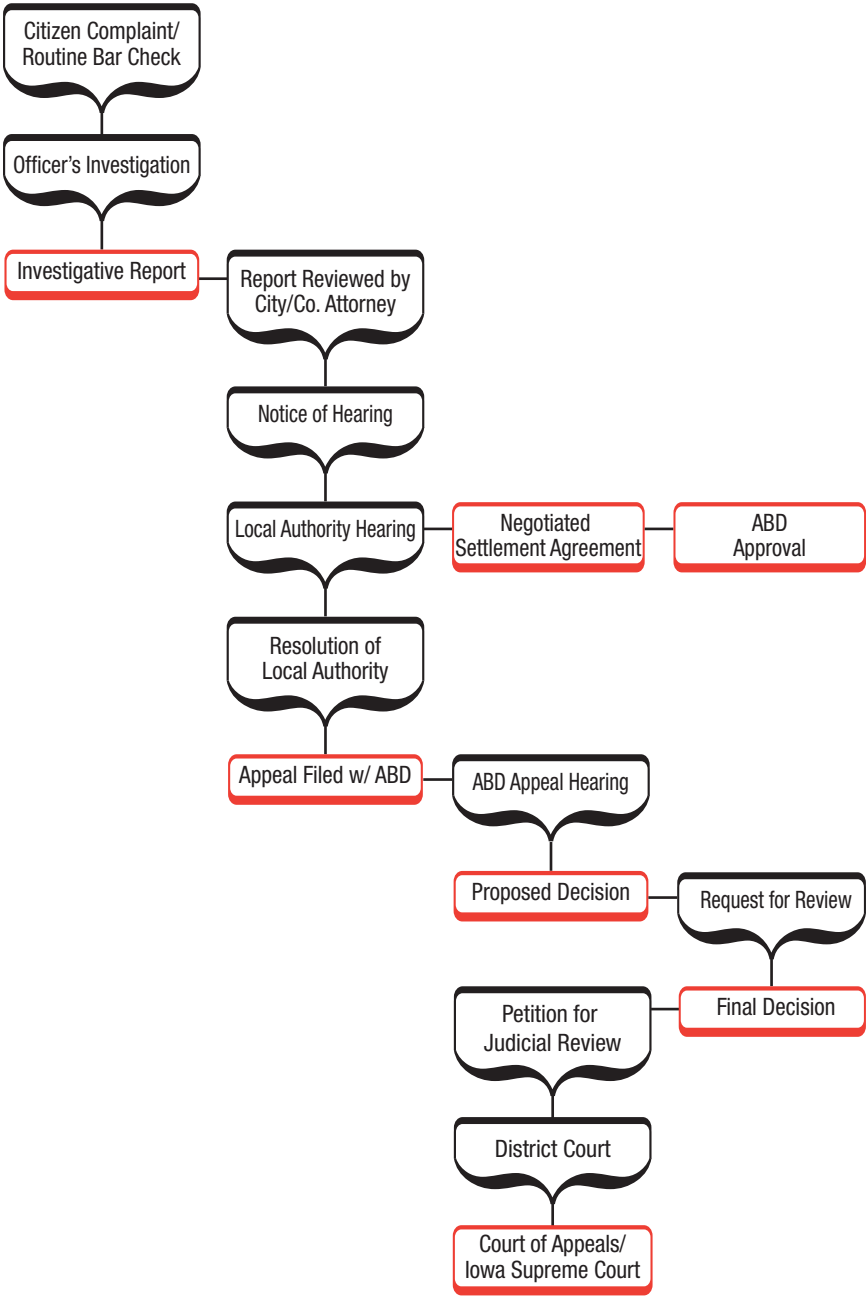 Citizen Complaint/
Routine Bar Check
Officer’s Investigation
Investigative Report
Report Reviewed by
City/Co. Attorney
Notice of Hearing
Local Authority Hearing
Negotiated
Settlement Agreement
ABD
Approval
Resolution of
Local Authority
Appeal Filed w/ ABD
ABD Appeal Hearing
Proposed Decision
Request for Review
Final Decision
Petition for
Judicial Review
District Court
Court of Appeals/
Iowa Supreme Court